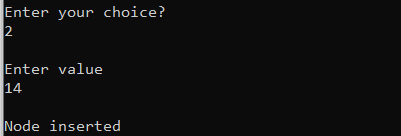 Enter your choice?
2
Enter value
14
Node inserted